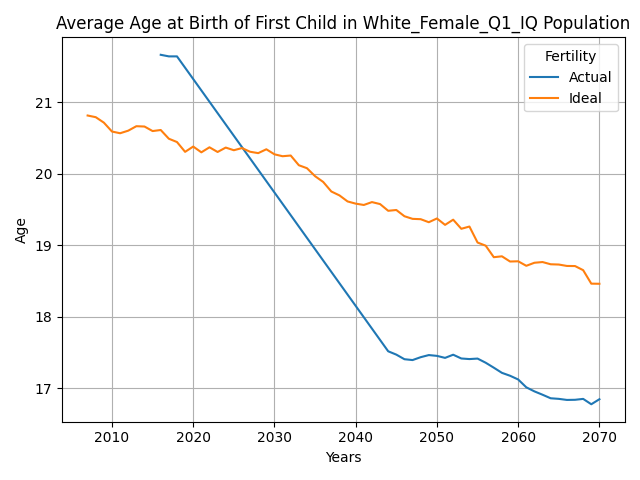 Average Age at Birth of First Child in White_Female_Q1_IQ Population
Fertility
Actual
Ideal
Age
21
20
19
18
17
2010 2020 2030 2040 2050 2060 2070
Years